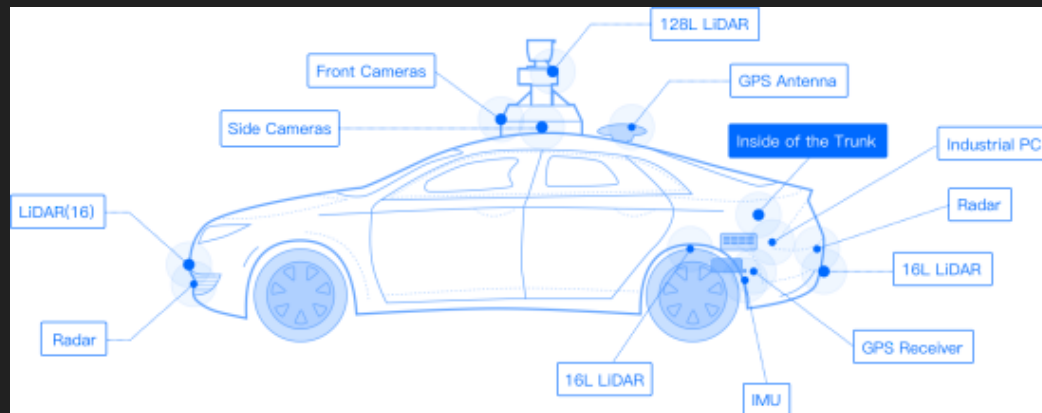 128L LiDAR
Front Cameras
GPS Antenna
Side Cameras
Inside of the Trunk
Industrial PC
LiDAR(16)
Radar
16L LiDAR
Radar
GPS Receiver
16L LiDAR
IMU